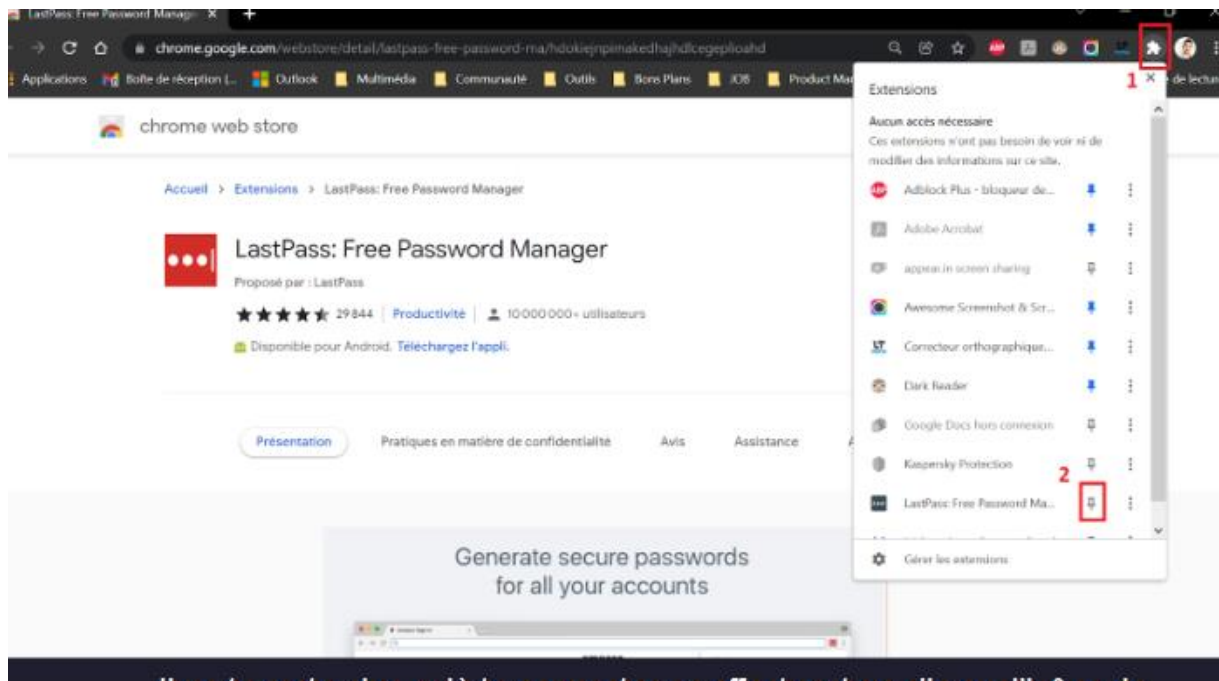 LastPass: Free Password Manag
chrome.google.com/webstore/detail/lastpass-free-password-ma/hdokiejnpimakedhajhdlcegeplioahd
Applications
Boîte de réception (...
Outlook
Multimédia
Communauté
Outils
Bons Plans
JOB
Product Ma
de lectur
1
chrome web store
Accueil > Extensions > LastPass: Free Password Manager
LastPass: Free Password Manager
Proposé par : LastPass
29 844 | Productivité | 10 000 000+ utilisateurs
Disponible pour Android. Téléchargez l'appli.
Présentation
Pratiques en matière de confidentialité
Avis
Assistance
Generate secure passwords
for all your accounts
Extensions
Aucun accès nécessaire
Ces extensions n'ont pas besoin de voir ni de
modifier des informations sur ce site.
Adblock Plus - bloqueur de...
Adobe Acrobat
appear.in screen sharing
Awesome Screenshot & Scr...
Correcteur orthographique...
Dark Reader
Google Docs hors connexion
Kaspersky Protection
2
LastPass: Free Password Ma...
Gérer les extensions